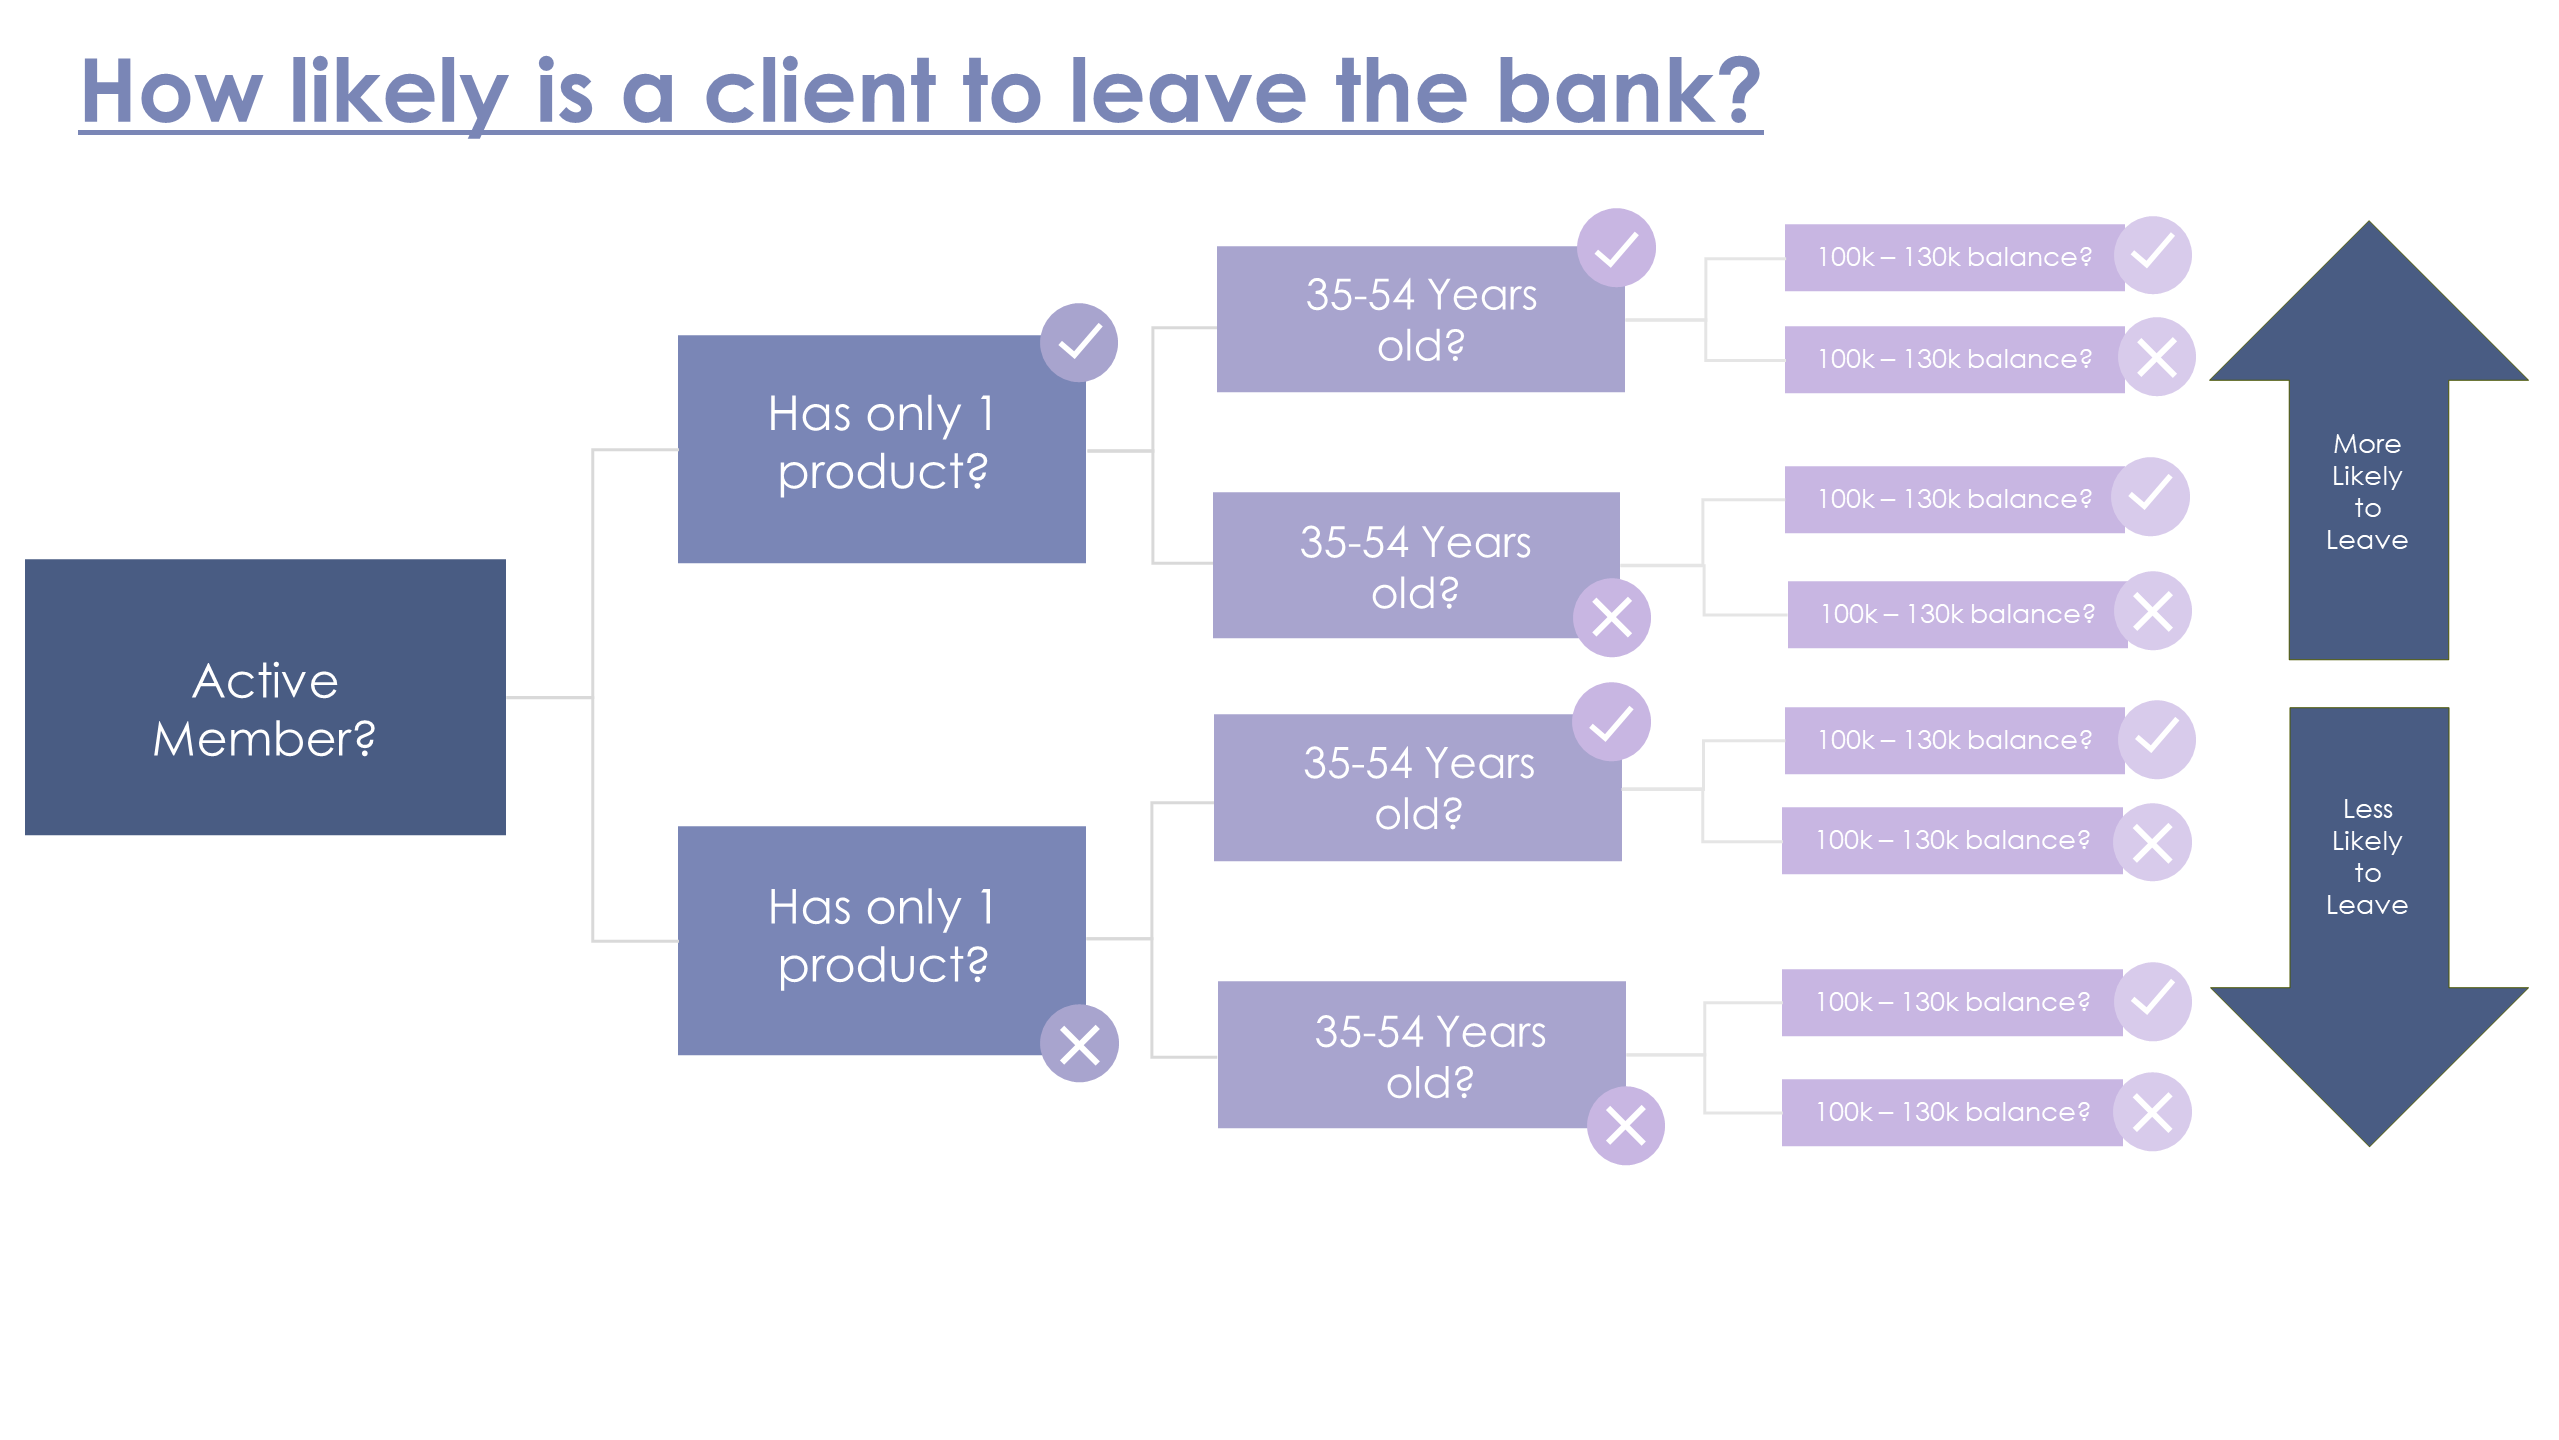 How likely is a client to leave the bank?
Active
Member?
Has only 1
product?
Has only 1
product?
35-54 Years
old?
35-54 Years
old?
35-54 Years
old?
35-54 Years
old?
100k – 130k balance?
100k – 130k balance?
100k – 130k balance?
100k – 130k balance?
100k – 130k balance?
100k – 130k balance?
100k – 130k balance?
100k – 130k balance?
More
Likely
to
Leave
Less
Likely
to
Leave